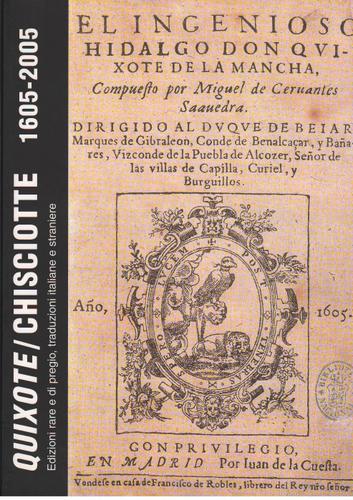 QUIXOTE/CHISCIOTTE 1605-2005
Edizioni rare e di pregio, traduzioni italiane e straniere
EL INGENIOSO
HIDALGO DON QVI-
XOTE DE LA MANCHA,
Compuesto por Miguel de Ceruantes
Saauedra.
DIRIGIDO AL DVQVE DE BEIAR,
Marques de Gibraleon, Conde de Benalcaçar, y Baña-
res, Vizconde de la Puebla de Alcozer, Señor de
las villas de Capilla, Curiel, y
Burguillos.
Año,
1605.
POST TENEBRAS SPERO LVCEM
CON PRIVILEGIO,
EN MADRID Por Iuan de la Cuesta.
Vendese en casa de Francisco de Robles, librero del Rey nro señor